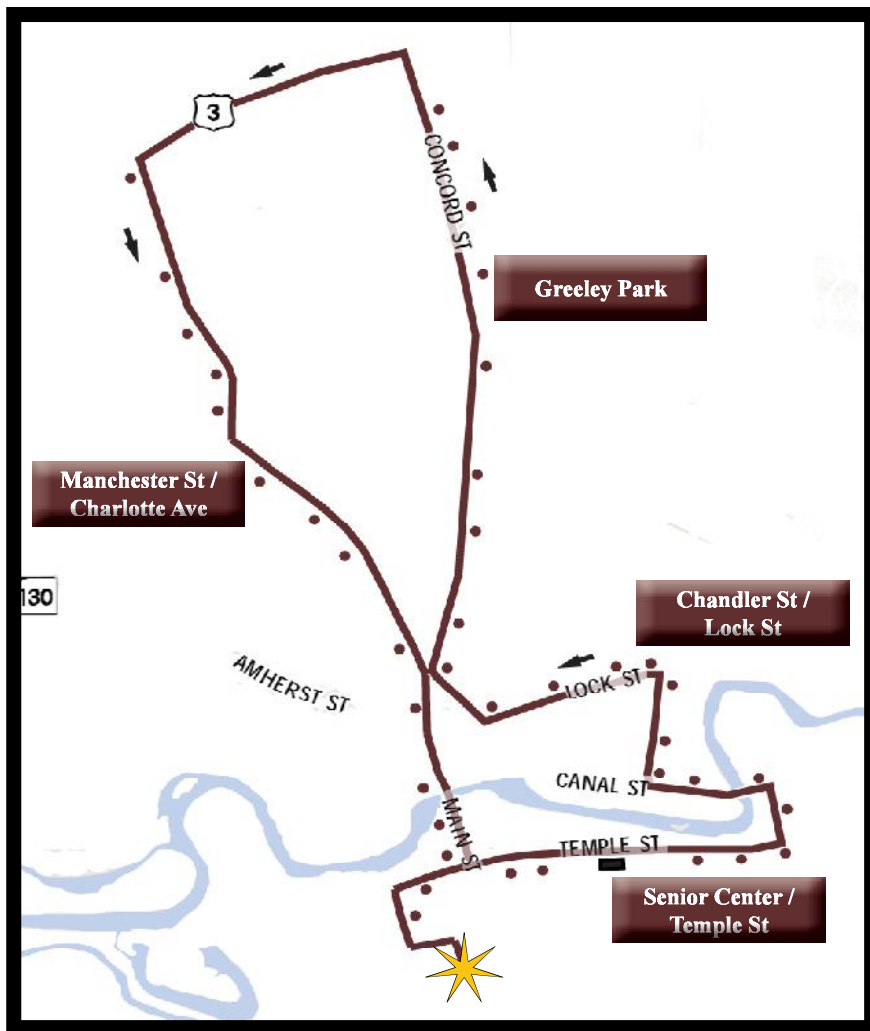 3
CONCORD ST
Greeley Park
Manchester St /
Charlotte Ave
130
Chandler St /
Lock St
AMHERST ST
LOCK ST
CANAL ST
MAIN ST
TEMPLE ST
Senior Center /
Temple St